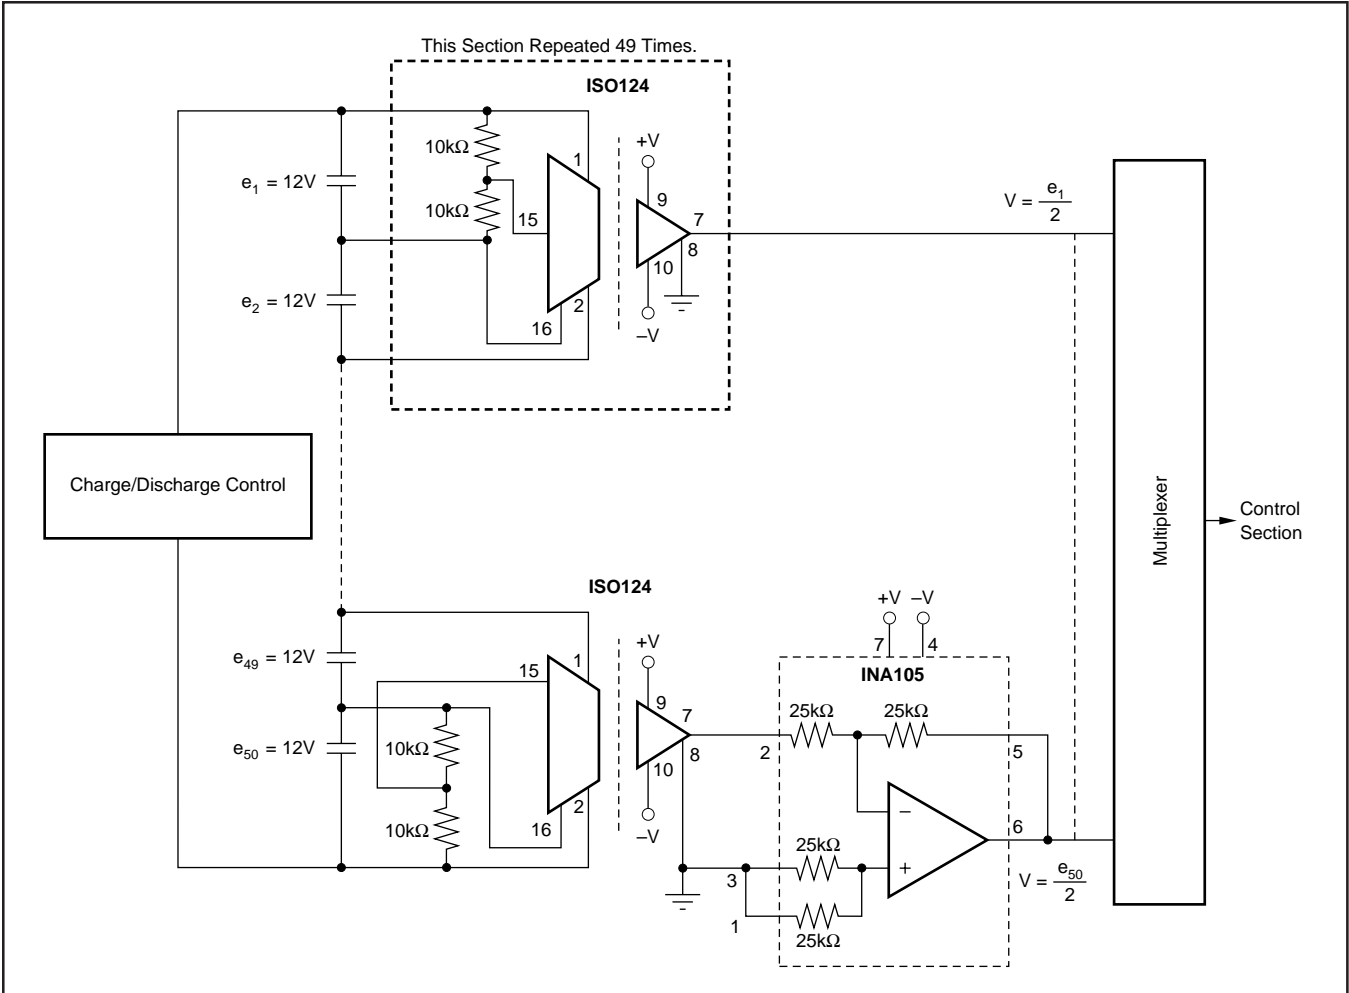 This Section Repeated 49 Times.
ISO124
10kΩ
10kΩ
e1 = 12V
e2 = 12V
1
15
2
16
+V
9
7
8
10
–V
V = e1/2
Charge/Discharge Control
Multiplexer
Control
Section
ISO124
e49 = 12V
e50 = 12V
10kΩ
10kΩ
15
1
2
16
+V
9
7
8
10
–V
+V –V
7 4
INA105
25kΩ 25kΩ
2
5
–
6
+
25kΩ
3
1
25kΩ
V = e50/2